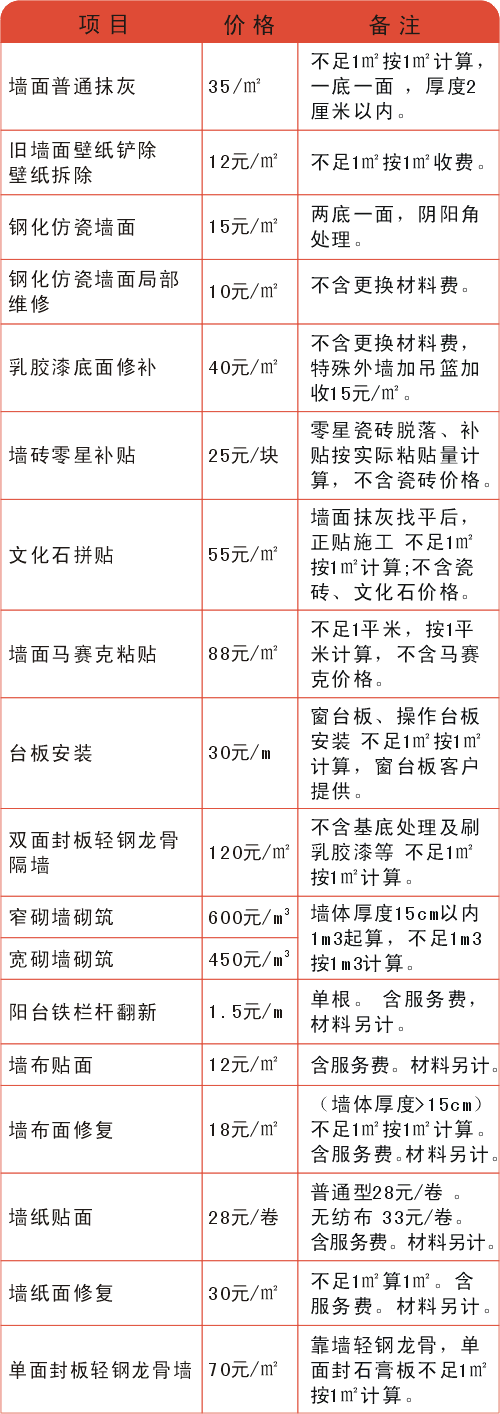 项目 价格 备注
墙面普通抹灰 35/㎡ 不足1㎡按1㎡计算，
一底一面 ，厚度2
厘米以内。
旧墙面壁纸铲除
壁纸拆除 12元/㎡ 不足1㎡按1㎡收费。
钢化仿瓷墙面 15元/㎡ 两底一面，阴阳角
处理。
钢化仿瓷墙面局部
维修 10元/㎡ 不含更换材料费。
乳胶漆底面修补 40元/㎡ 不含更换材料费，
特殊外墙加吊篮加
收15元/㎡。
墙砖零星补贴 25元/块 零星瓷砖脱落、补
贴按实际粘贴量计
算，不含瓷砖价格。
文化石拼贴 55元/㎡ 墙面抹灰找平后，
正贴施工 不足1㎡
按1㎡计算;不含瓷
砖、文化石价格。
墙面马赛克粘贴 88元/㎡ 不足1平米，按1平
米计算，不含马赛
克价格。
台板安装 30元/m 窗台板、操作台板
安装 不足1㎡按1㎡
计算，窗台板客户
提供。
双面封板轻钢龙骨
隔墙 120元/㎡ 不含基底处理及刷
乳胶漆等 不足1㎡
按1㎡计算。
窄砌墙砌筑 600元/m³ 墙体厚度15cm以内
1m3起算，不足1m3
宽砌墙砌筑 450元/m³ 按1m3计算。
阳台铁栏杆翻新 1.5元/m 单根。 含服务费，
材料另计。
墙布贴面 12元/㎡ 含服务费。材料另计。
墙布面修复 18元/㎡ （墙体厚度>15cm）
不足1㎡按1㎡计算。
含服务费。材料另计。
墙纸贴面 28元/卷 普通型28元/卷 。
无纺布 33元/卷。
含服务费。材料另计。
墙纸面修复 30元/㎡ 不足1㎡算1㎡。含
服务费。材料另计。
单面封板轻钢龙骨墙 70元/㎡ 靠墙轻钢龙骨，单
面封石膏板不足1㎡
按1㎡计算。